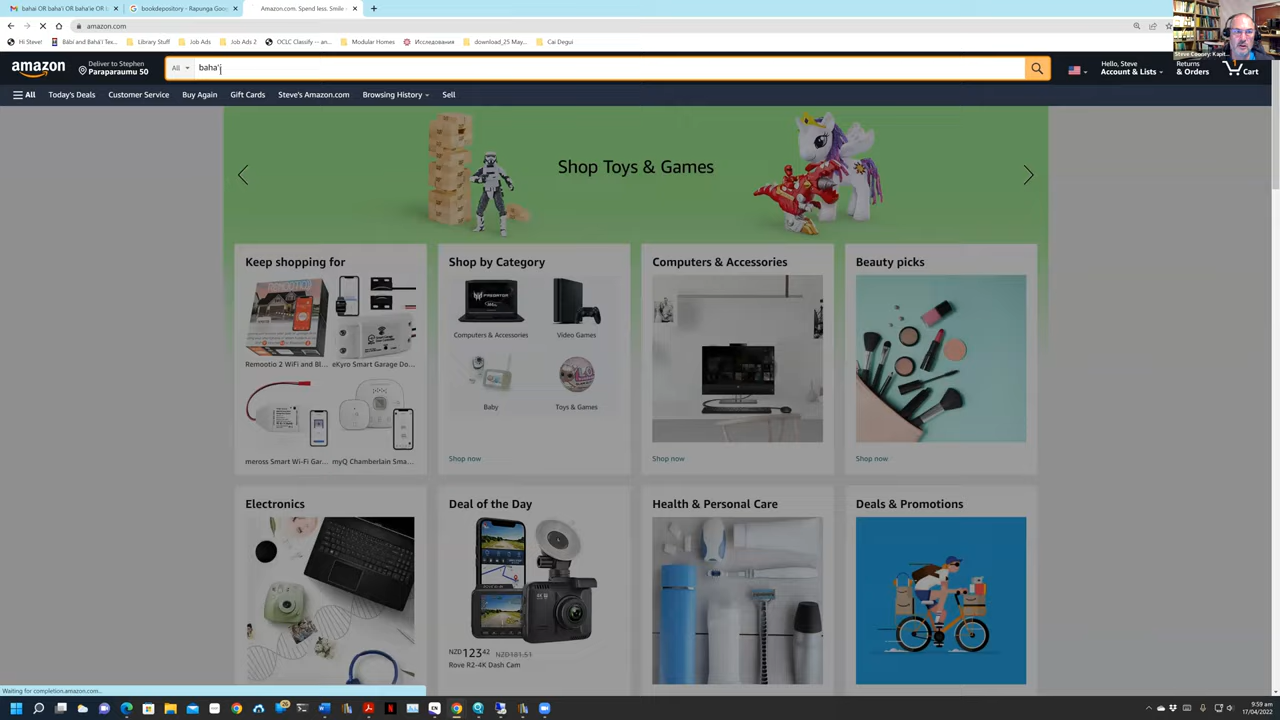 bahai OR baha'i OR baha'ie OR b
bookdepository - Rapunga Goo
Amazon.com. Spend less. Smile
amazon.com
Hi Steve!
Bábí and Bahá'í Tex...
Library Stuff
Job Ads
Job Ads 2
OCLC Classify -- an...
Modular Homes
Исследования
download_25 May...
Cai Degui
amazon
Deliver to Stephen
Paraparaumu 50
All
baha'i
Hello, Steve
Account & Lists
Returns
& Orders
Cart
All
Today's Deals
Customer Service
Buy Again
Gift Cards
Steve's Amazon.com
Browsing History
Sell
Shop Toys & Games
Keep shopping for
Shop by Category
Computers & Accessories
Beauty picks
PREDATOR
Computers & Accessories
Video Games
Remootio 2 WiFi and Bl...
eKyro Smart Garage Do...
Baby
Toys & Games
meross Smart Wi-Fi Gar...
myQ Chamberlain Sma...
Shop now
Shop now
Shop now
Electronics
Deal of the Day
Health & Personal Care
Deals & Promotions
NZD 123 42
NZD181.51
Rove R2-4K Dash Cam
Waiting for completion.amazon.com...
9:59 am
17/04/2022